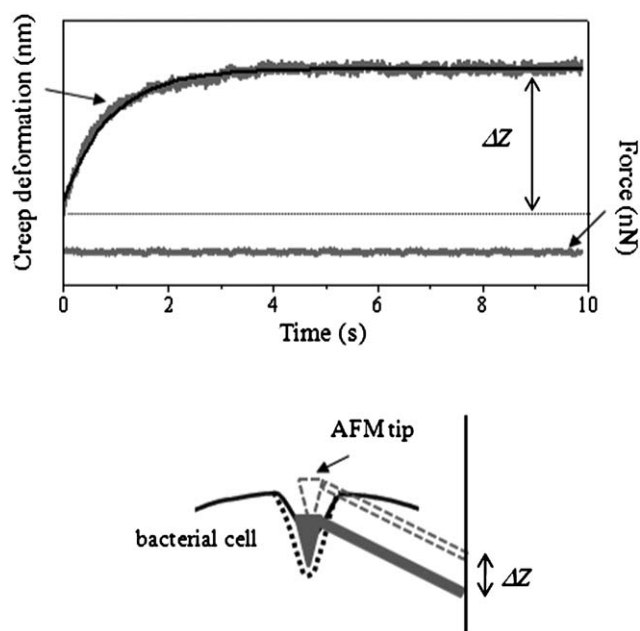 Creep deformation (nm)
ΔZ
Force (nN)
0 2 4 6 8 10
Time (s)
AFM tip
bacterial cell
ΔZ